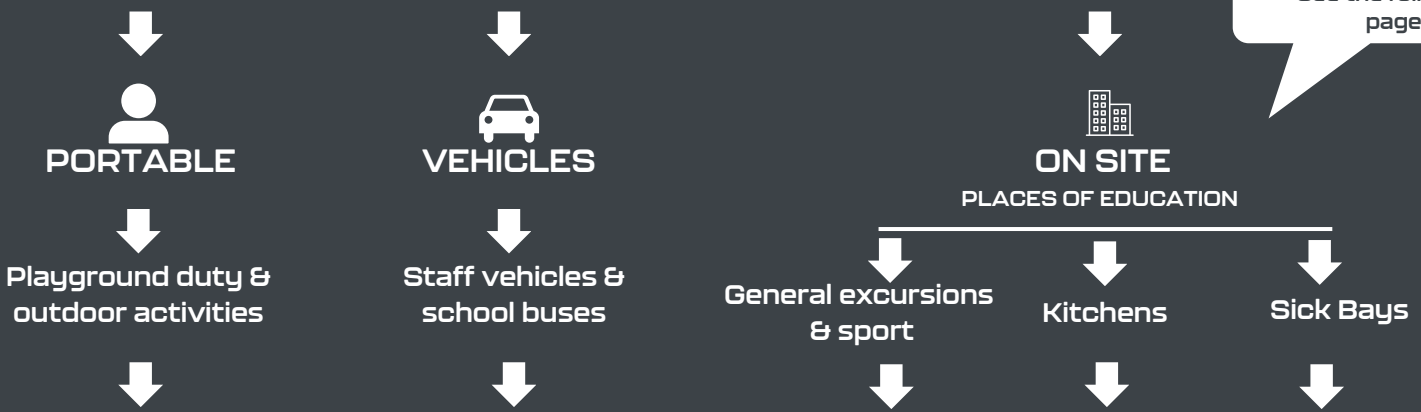 page
PORTABLE
VEHICLES
ON SITE
PLACES OF EDUCATION
Playground duty &
outdoor activities
Staff vehicles &
school buses
General excursions
& sport
Kitchens
Sick Bays